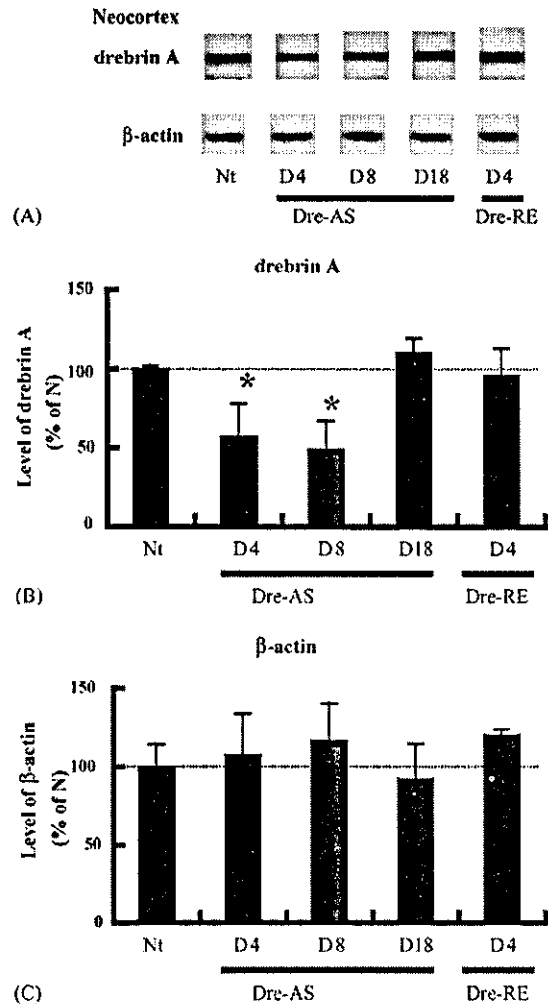 Neocortex
drebrin A
β-actin
Nt D4 D8 D18 D4
(A) Dre-AS Dre-RE
drebrin A
Level of drebrin A
(% of N)
150
100
50
0
* *
Nt D4 D8 D18 D4
(B) Dre-AS Dre-RE
β-actin
Level of β-actin
(% of N)
150
100
50
0
Nt D4 D8 D18 D4
(C) Dre-AS Dre-RE